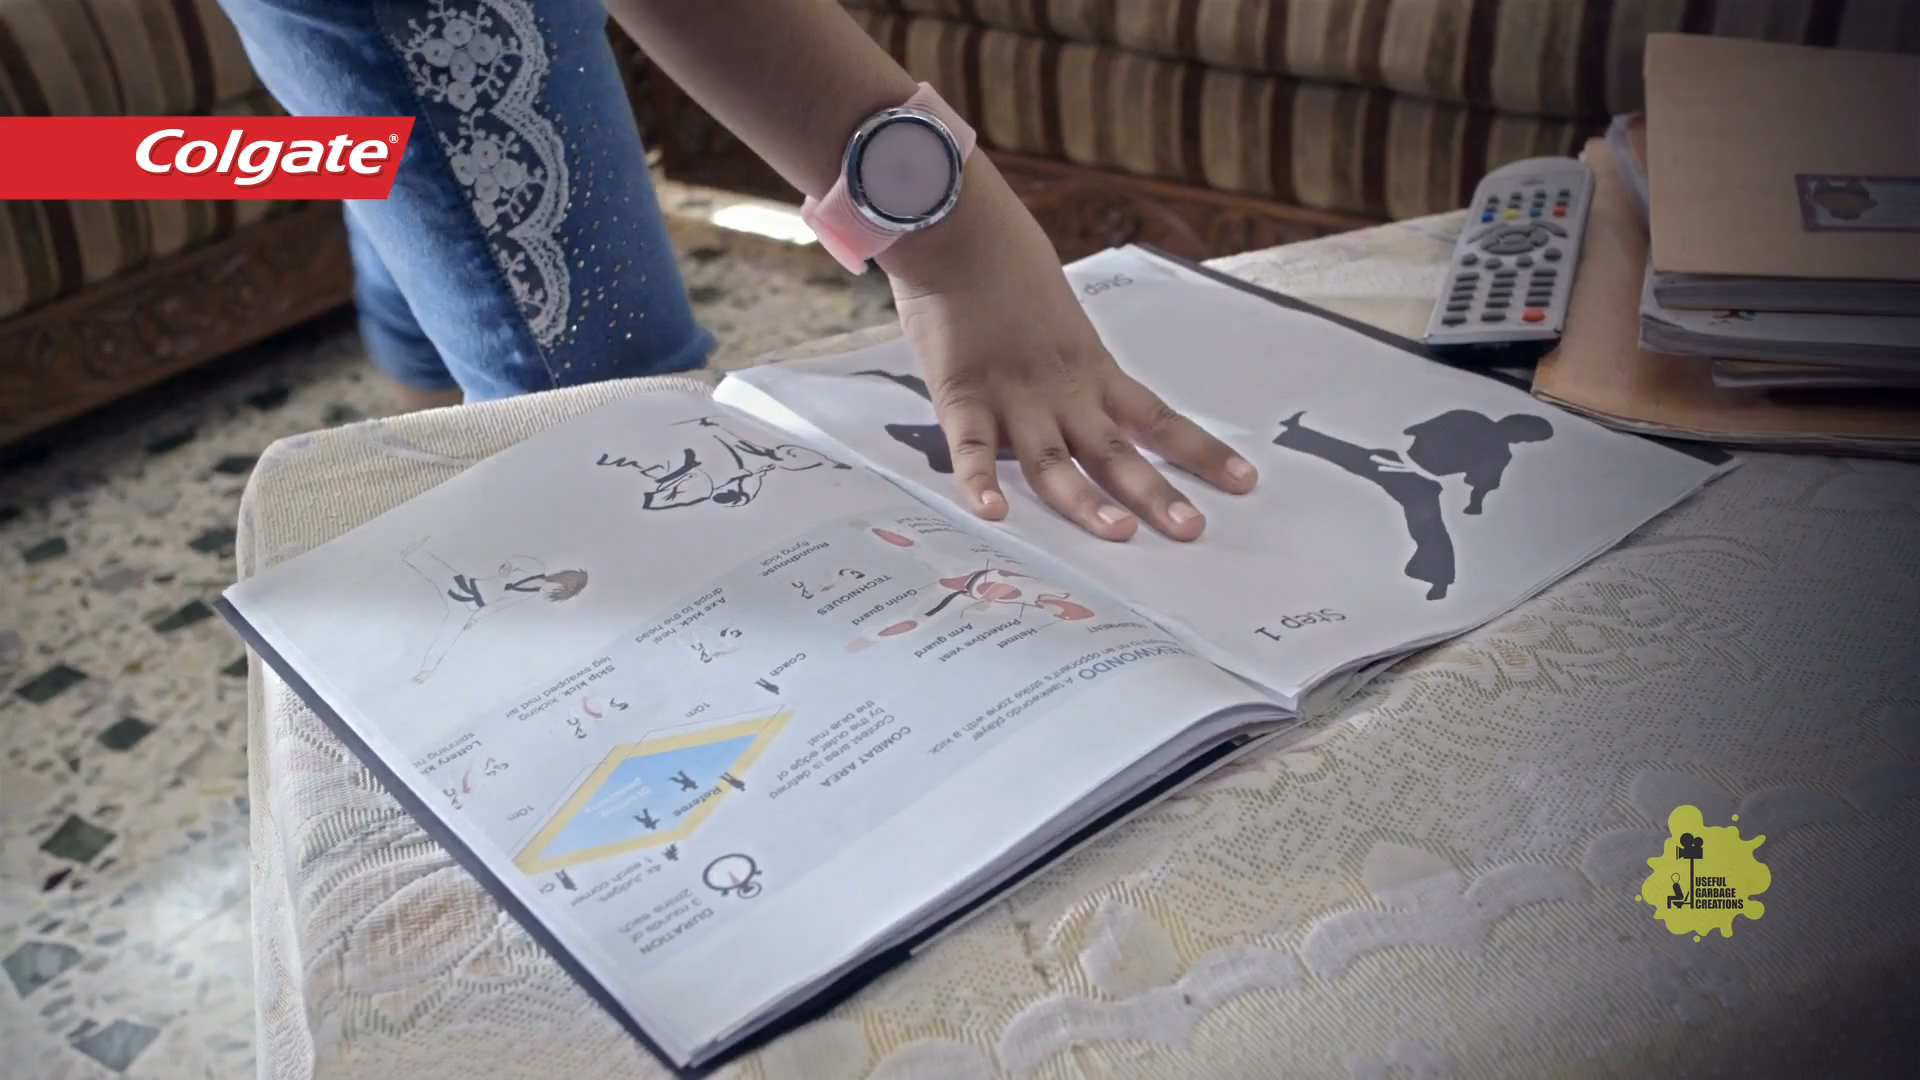 Colgate®
Step
Step 1
TAEKWONDO A taekwondo player
an opponent's strike zone with a kick.
Helmet
Protective vest
Arm guard
Groin guard
TECHNIQUES
Roundhouse,
flying kick
Axe kick, heel
drops to the head
Skip kick, kicking
leg swapped mid air
Lottery
spinning
COMBAT AREA
Contest area is defined
by the outer edge of
the blue mat
Coach
10m
10m
Referee
4x Judges,
1 each corner
DURATION
3 rounds of
2mins each,
USEFUL
GARBAGE
CREATIONS